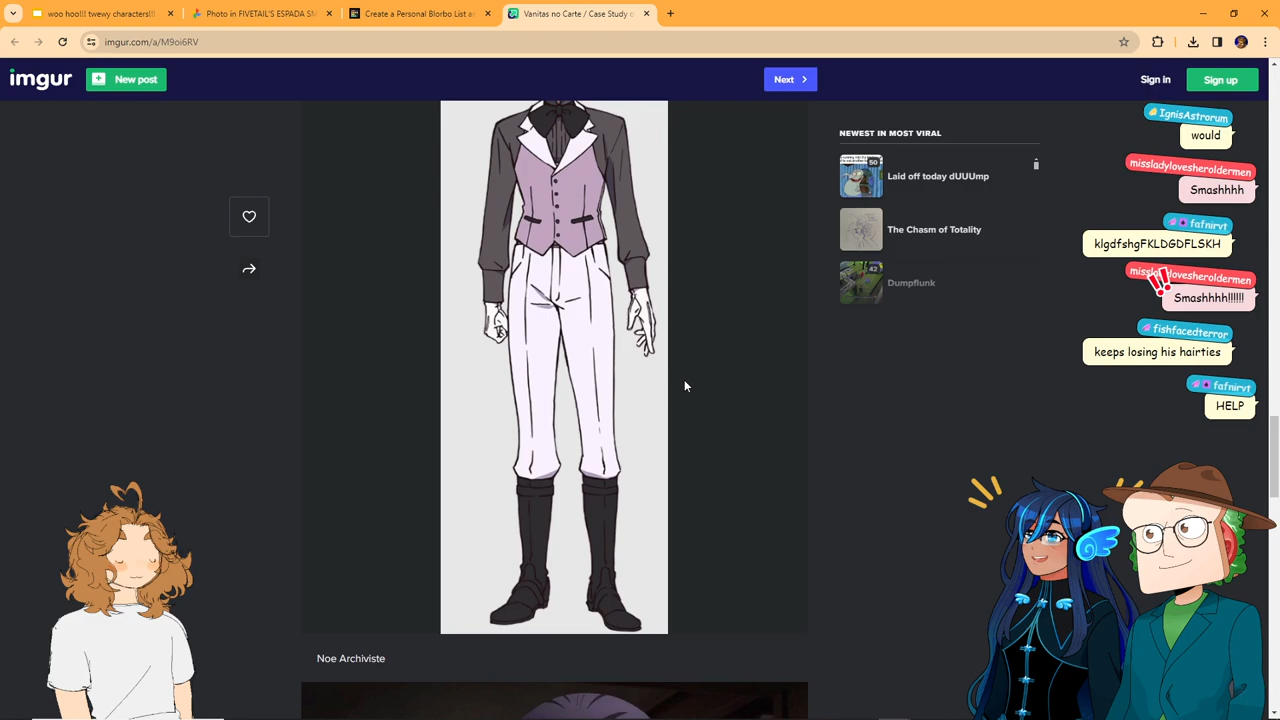 woo hoo!!! twewy characters!!!
Photo in FIVETAIL'S ESPADA SM
Create a Personal Blorbo List a
Vanitas no Carte / Case Study o
imgur.com/a/M9oi6RV
imgur
New post
Next
Sign in
Sign up
NEWEST IN MOST VIRAL
50
Laid off today dUUUmp
The Chasm of Totality
42
Dumpflunk
IgnisAstrorum
would
missladylovesheroldermen
Smashhhh
fafnirvt
klgdfshgFKLDGDFLSKH
missladylovesheroldermen
Smashhhh!!!!!!
fishfacedterror
keeps losing his hairties
fafnirvt
HELP
Noe Archiviste